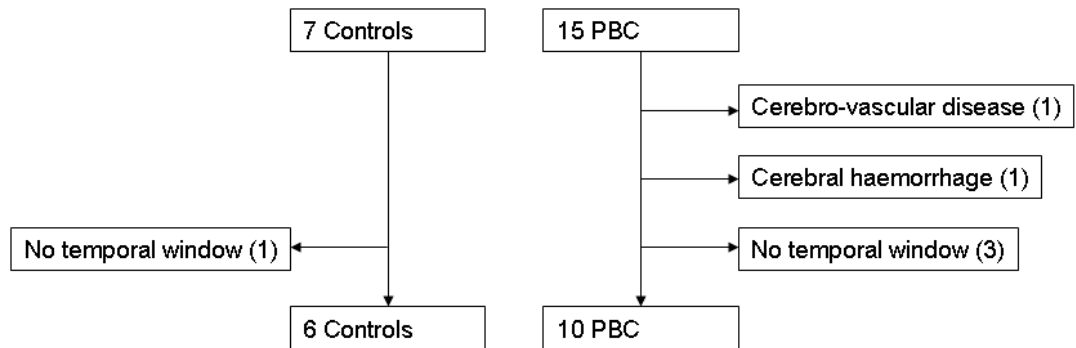 7 Controls
15 PBC
Cerebro-vascular disease (1)
Cerebral haemorrhage (1)
No temporal window (1)
No temporal window (3)
6 Controls
10 PBC